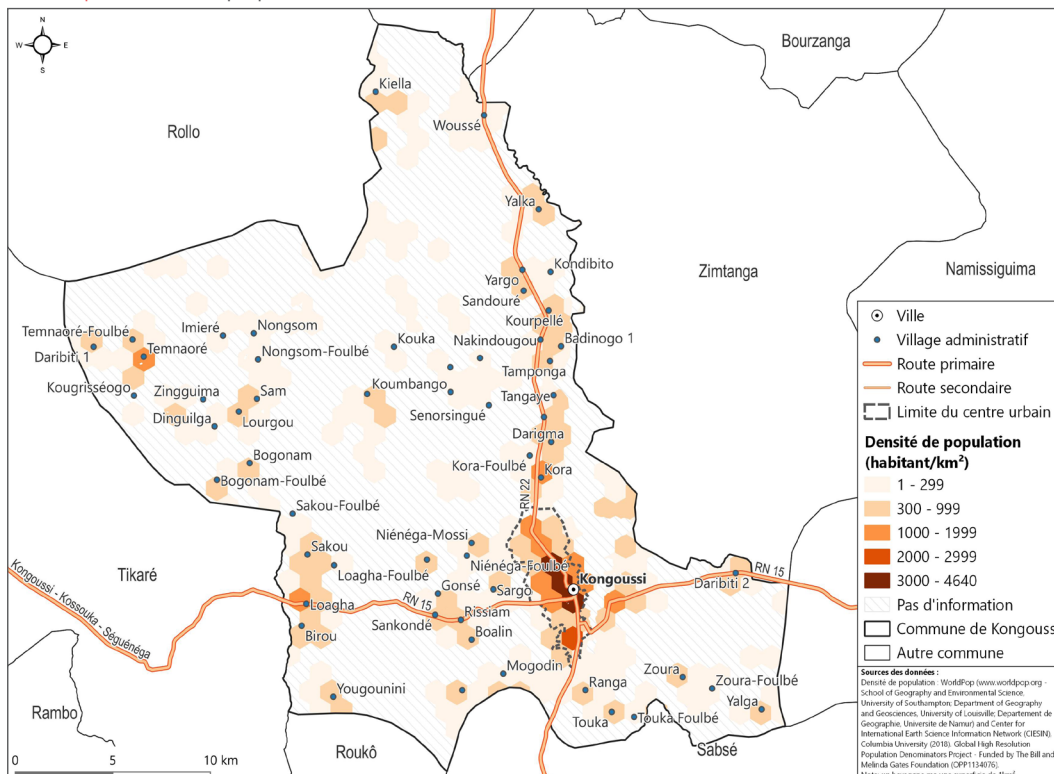 N
W
E
S
Bourzanga
Kiella
Woussé
Rollo
Yalka
Kondibito
Zimtanga
Namissiguima
Yargo
Sandouré
Kourpellé
Temnaoré-Foulbé
Imieré
Nongsom
Kouka
Nakindougou
Badinogo 1
Daribiti 1
Temnaoré
Nongsom-Foulbé
Tamponga
Kougrisséogo
Zingguima
Sam
Koumbango
Tangaye
Senorsingué
Dinguilga
Lourgou
Darigma
Bogonam
Kora-Foulbé
Kora
Bogonam-Foulbé
RN 22
Sakou-Foulbé
Niénéga-Mossi
Sakou
Niénéga-Foulbé
Loagha-Foulbé
Kongoussi
RN 15
Tikaré
Gonsé
Sargo
Daribiti 2
Kongoussi - Kossouka - Séguénéga
Loagha
RN 15
Rissiam
Birou
Sankondé
Boalin
Mogodin
Zoura
Zoura-Foulbé
Yougounini
Ranga
Yalga
Rambo
Touka
Touka Foulbé
Roukô
Sabsé
0 5 10 km
Ville
Village administratif
Route primaire
Route secondaire
Limite du centre urbain
Densité de population
(habitant/km²)
1 - 299
300 - 999
1000 - 1999
2000 - 2999
3000 - 4640
Pas d'information
Commune de Kongouss
Autre commune
Sources des données :
Densité de population : WorldPop (www.worldpop.org -
School of Geography and Environmental Science,
University of Southampton; Department of Geography
and Geosciences, University of Louisville; Departement de
Geographie, Universite de Namur) and Center for
International Earth Science Information Network (CIESIN),
Columbia University (2018). Global High Resolution
Population Denominators Project - Funded by The Bill and
Melinda Gates Foundation (OPP1134076).